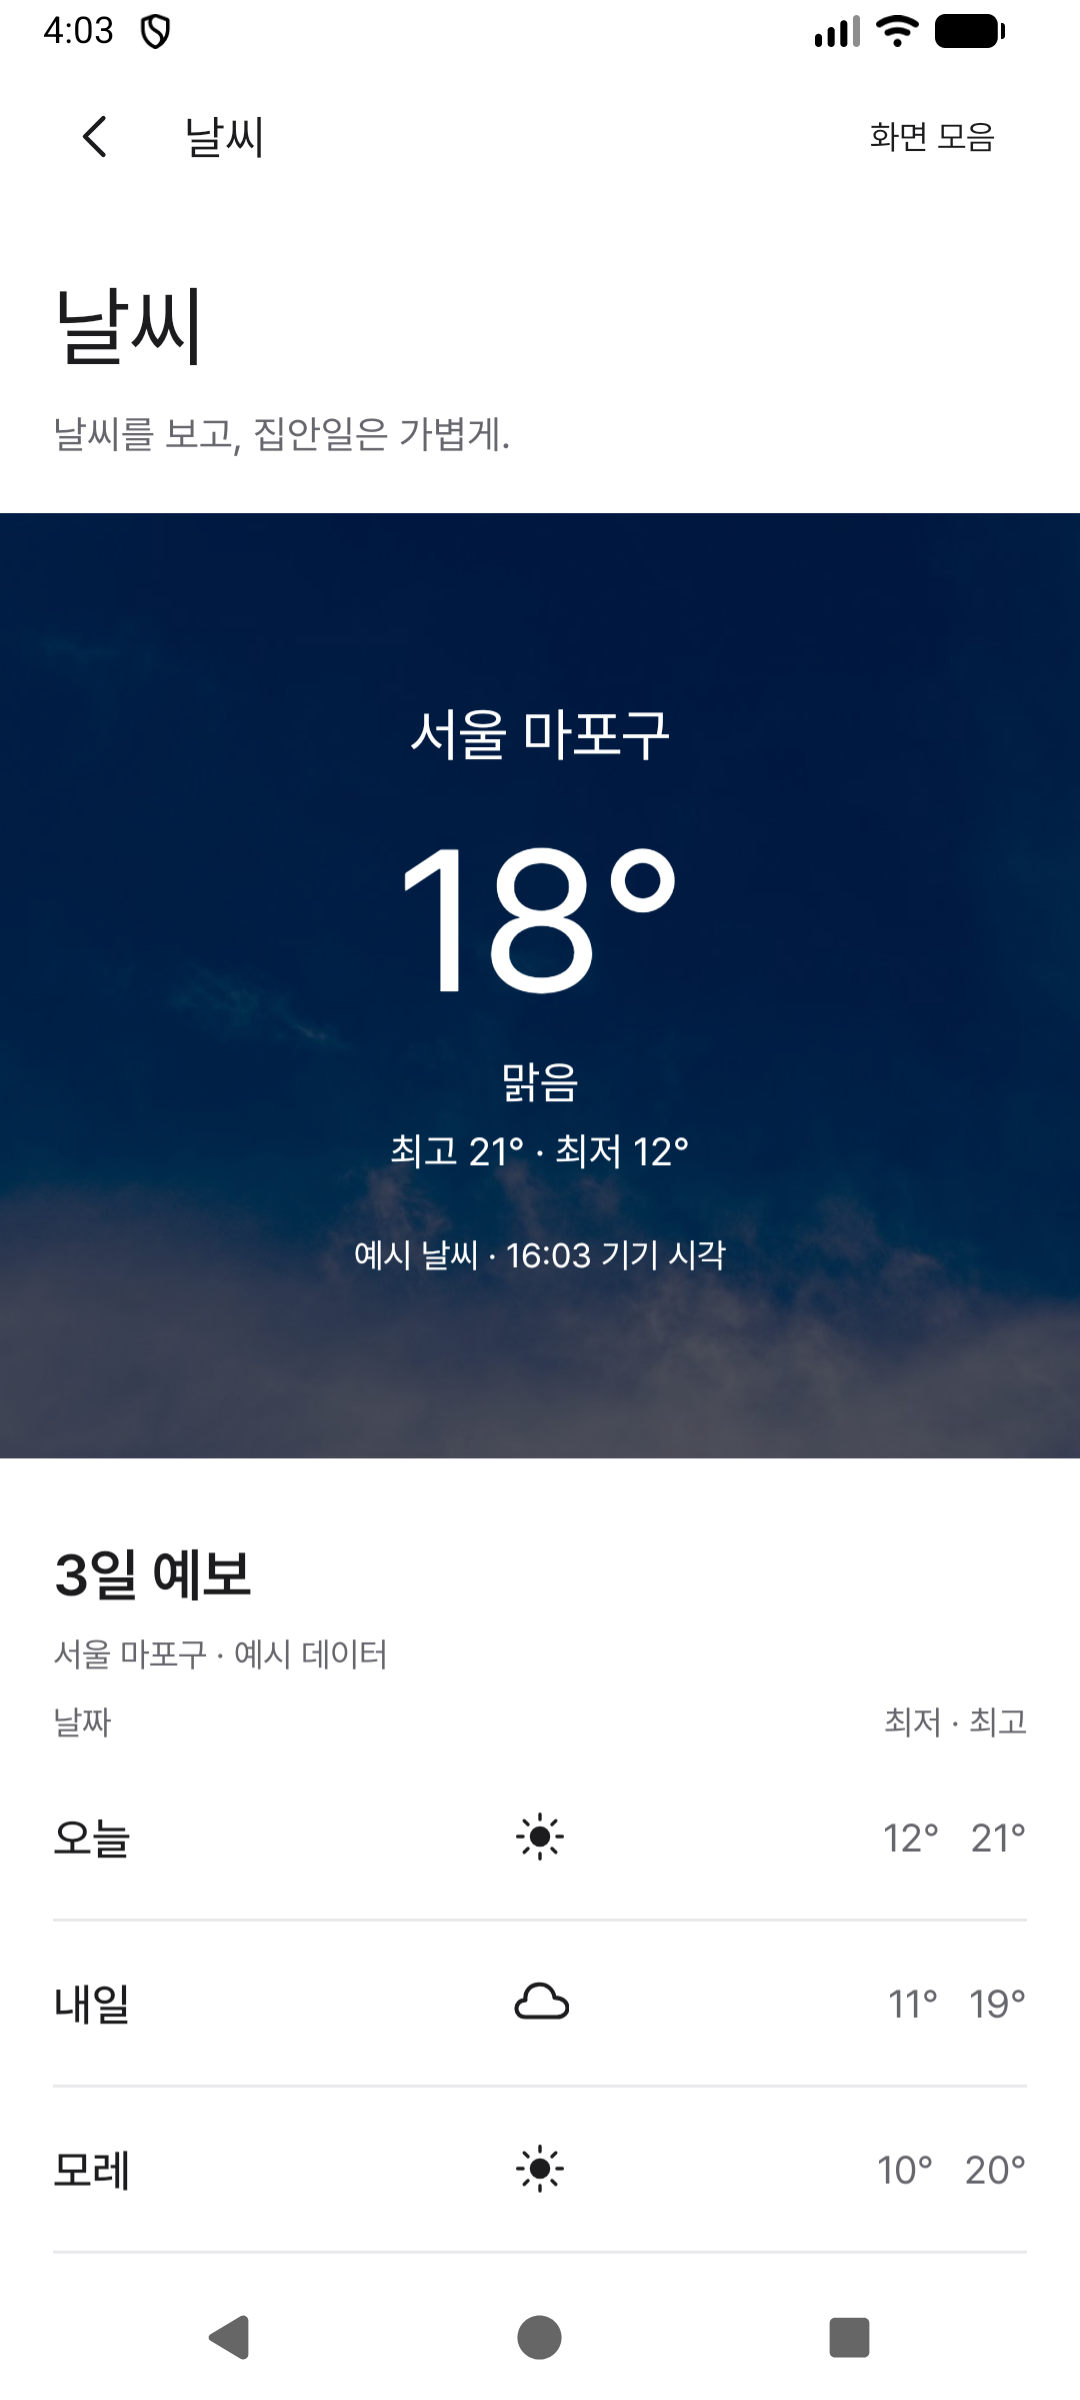 4:03
날씨
화면 모음
날씨
날씨를 보고, 집안일은 가볍게.
서울 마포구
18°
맑음
최고 21° · 최저 12°
예시 날씨 · 16:03 기기 시각
3일 예보
서울 마포구 · 예시 데이터
날짜 최저 · 최고
오늘 12° 21°
내일 11° 19°
모레 10° 20°